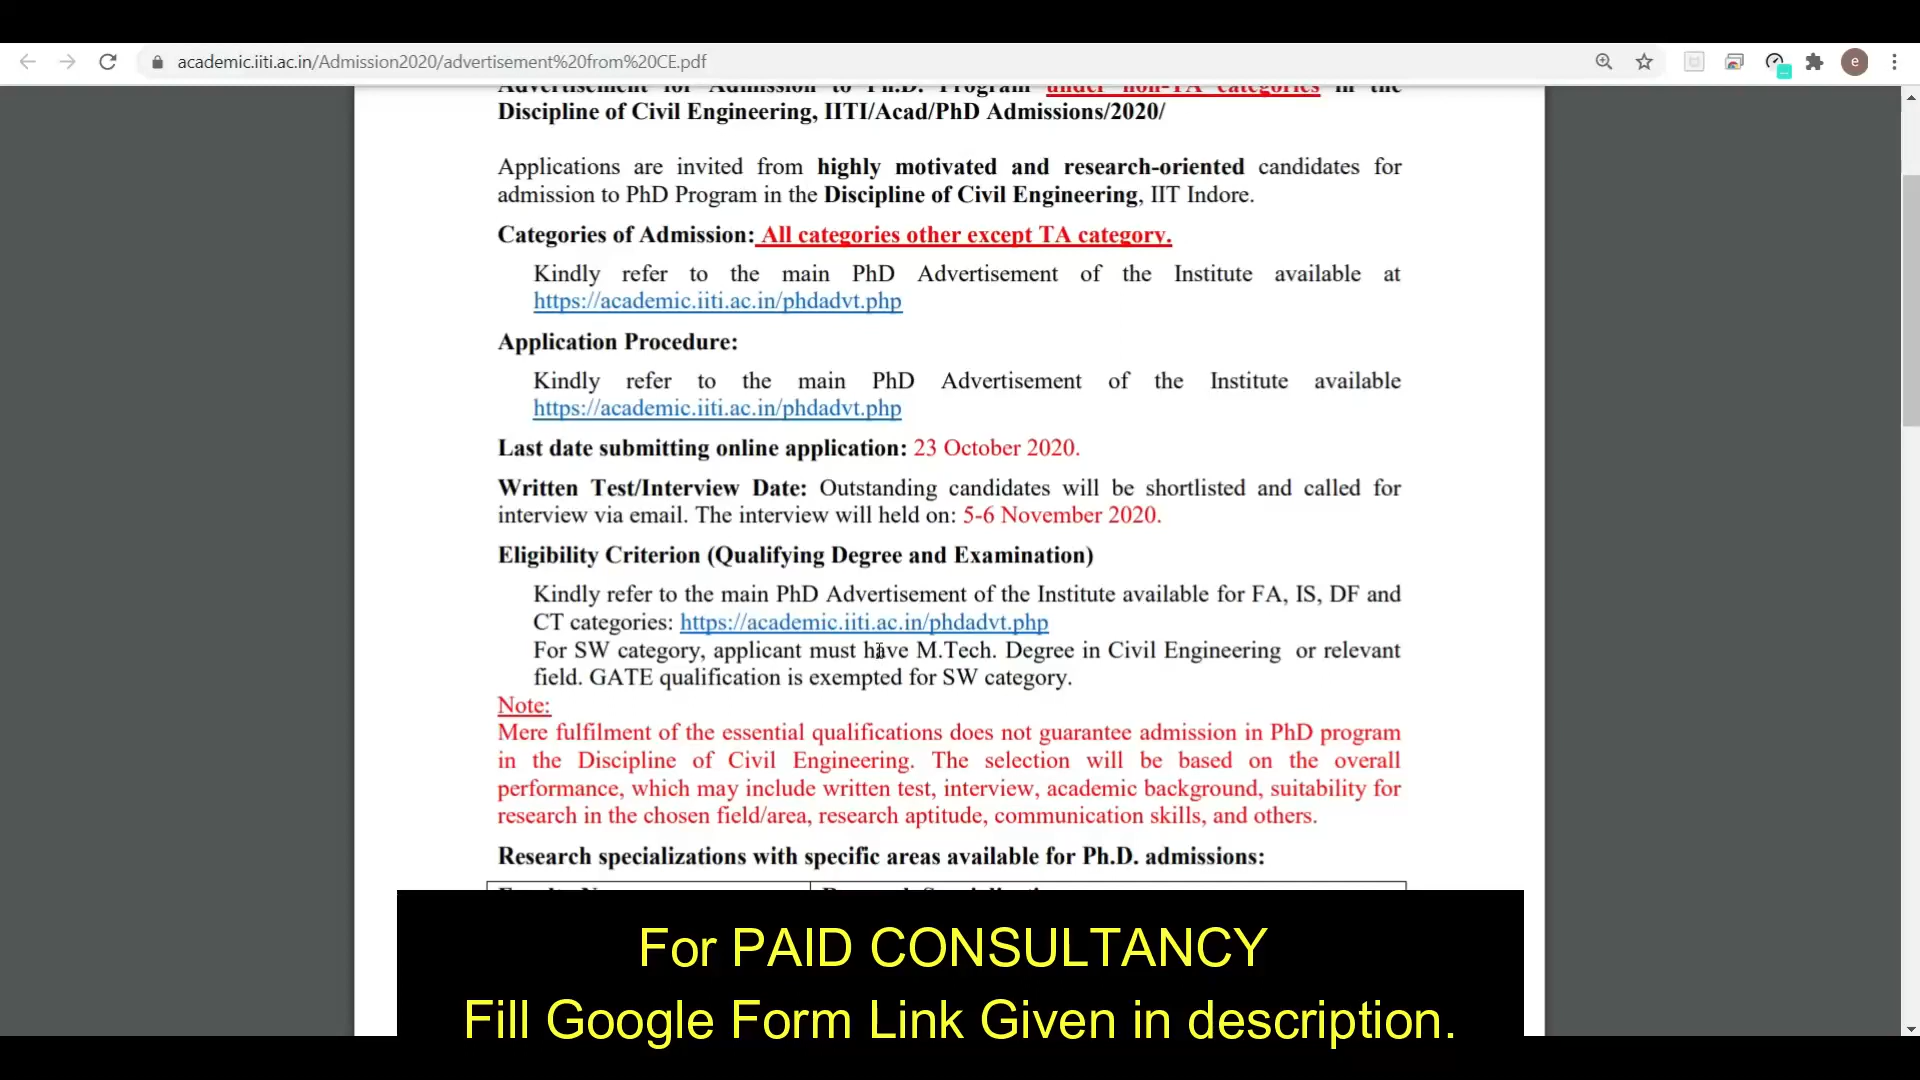 academic.iiti.ac.in/Admission2020/advertisement%20from%20CE.pdf
e
Advertisement for Admission to Ph.D. Program under non-TA categories in the
Discipline of Civil Engineering, IITI/Acad/PhD Admissions/2020/
Applications are invited from highly motivated and research-oriented candidates for
admission to PhD Program in the Discipline of Civil Engineering, IIT Indore.
Categories of Admission: All categories other except TA category.
Kindly refer to the main PhD Advertisement of the Institute available at
https://academic.iiti.ac.in/phdadvt.php
Application Procedure:
Kindly refer to the main PhD Advertisement of the Institute available
https://academic.iiti.ac.in/phdadvt.php
Last date submitting online application: 23 October 2020.
Written Test/Interview Date: Outstanding candidates will be shortlisted and called for
interview via email. The interview will held on: 5-6 November 2020.
Eligibility Criterion (Qualifying Degree and Examination)
Kindly refer to the main PhD Advertisement of the Institute available for FA, IS, DF and
CT categories: https://academic.iiti.ac.in/phdadvt.php
For SW category, applicant must have M.Tech. Degree in Civil Engineering or relevant
field. GATE qualification is exempted for SW category.
Note:
Mere fulfilment of the essential qualifications does not guarantee admission in PhD program
in the Discipline of Civil Engineering. The selection will be based on the overall
performance, which may include written test, interview, academic background, suitability for
research in the chosen field/area, research aptitude, communication skills, and others.
Research specializations with specific areas available for Ph.D. admissions:
For PAID CONSULTANCY
Fill Google Form Link Given in description.